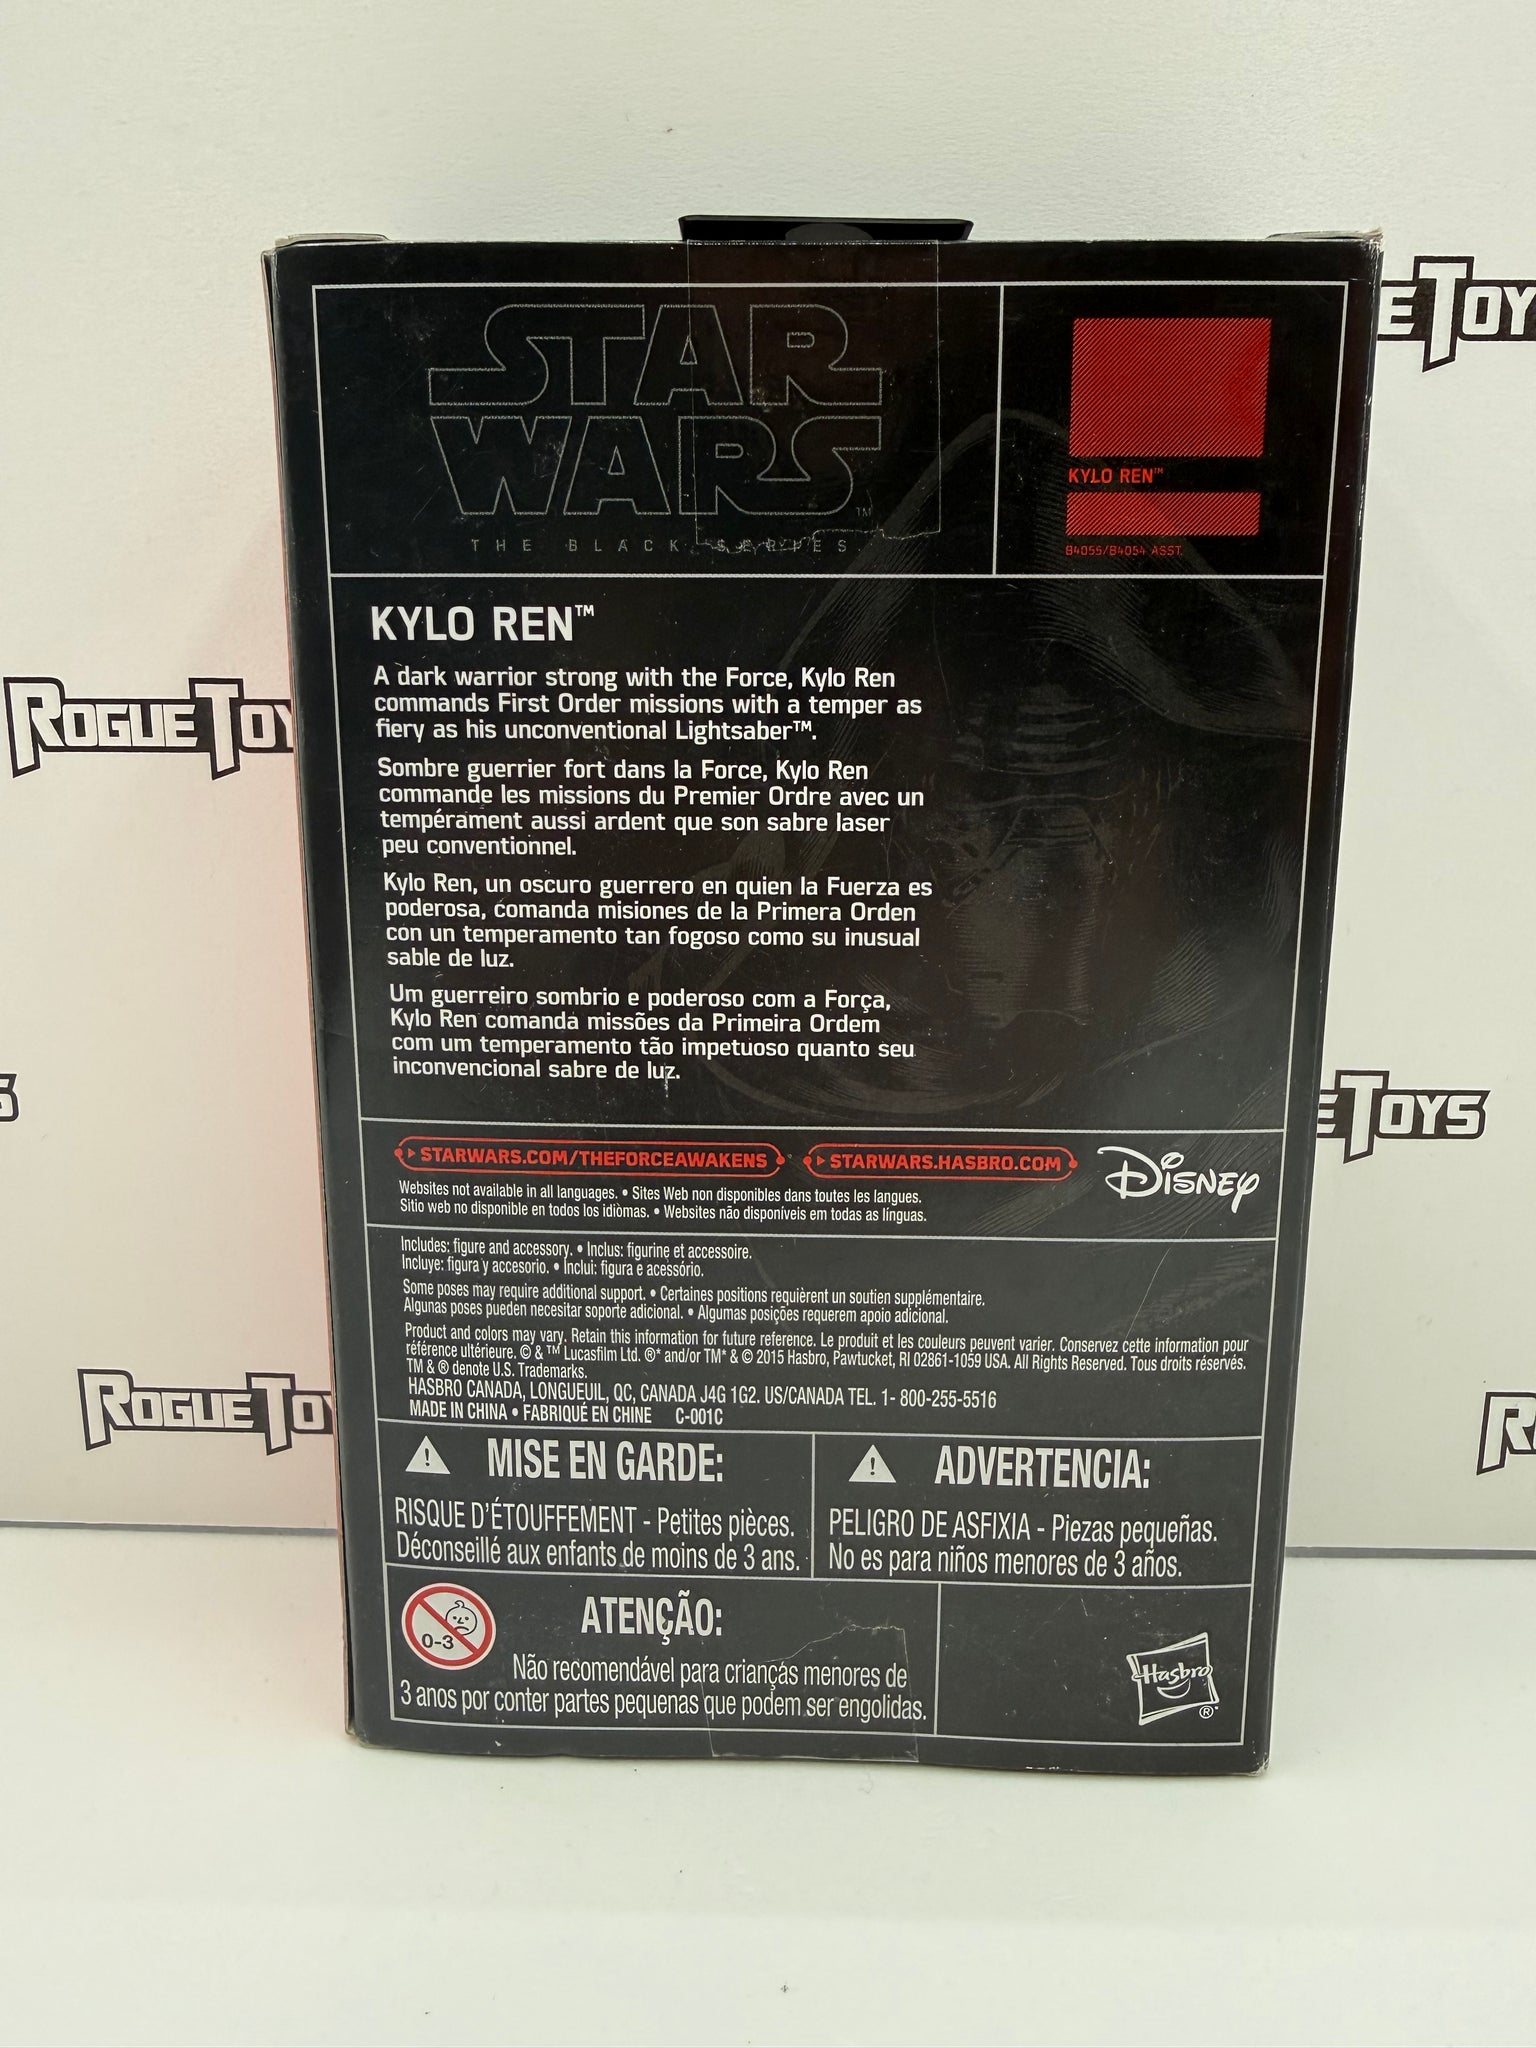 STAR
WARS™
THE BLACK SERIES
KYLO REN™
B4055/B4054 ASST.
KYLO REN™
A dark warrior strong with the Force, Kylo Ren
commands First Order missions with a temper as
fiery as his unconventional Lightsaber™.
Sombre guerrier fort dans la Force, Kylo Ren
commande les missions du Premier Ordre avec un
tempérament aussi ardent que son sabre laser
peu conventionnel.
Kylo Ren, un oscuro guerrero en quien la Fuerza es
poderosa, comanda misiones de la Primera Orden
con un temperamento tan fogoso como su inusual
sable de luz.
Um guerreiro sombrio e poderoso com a Força,
Kylo Ren comanda missões da Primeira Ordem
com um temperamento tão impetuoso quanto seu
inconvencional sabre de luz.
STARWARS.COM/THEFORCEAWAKENS
STARWARS.HASBRO.COM
Disney
Websites not available in all languages. • Sites Web non disponibles dans toutes les langues.
Sitio web no disponible en todos los idiomas. • Websites não disponíveis em todas as línguas.
Includes: figure and accessory. • Inclus: figurine et accessoire.
Incluye: figura y accesorio. • Inclui: figura e acessório.
Some poses may require additional support. • Certaines positions requièrent un soutien supplémentaire.
Algunas poses pueden necesitar soporte adicional. • Algumas posições requerem apoio adicional.
Product and colors may vary. Retain this information for future reference. Le produit et les couleurs peuvent varier. Conservez cette information pour
référence ultérieure. © & ™ Lucasfilm Ltd. ®* and/or TM* & © 2015 Hasbro, Pawtucket, RI 02861-1059 USA. All Rights Reserved. Tous droits réservés.
TM & ® denote U.S. Trademarks.
HASBRO CANADA, LONGUEUIL, QC, CANADA J4G 1G2. US/CANADA TEL. 1- 800-255-5516
MADE IN CHINA • FABRIQUÉ EN CHINE C-001C
MISE EN GARDE:
RISQUE D'ÉTOUFFEMENT - Petites pièces.
Déconseillé aux enfants de moins de 3 ans.
ADVERTENCIA:
PELIGRO DE ASFIXIA - Piezas pequeñas.
No es para niños menores de 3 años.
0-3
ATENÇÃO:
Não recomendável para crianças menores de
3 anos por conter partes pequenas que podem ser engolidas.
Hasbro
®*
ETOY
ROGUETOY
S
ETOYS
ROGUETO
R